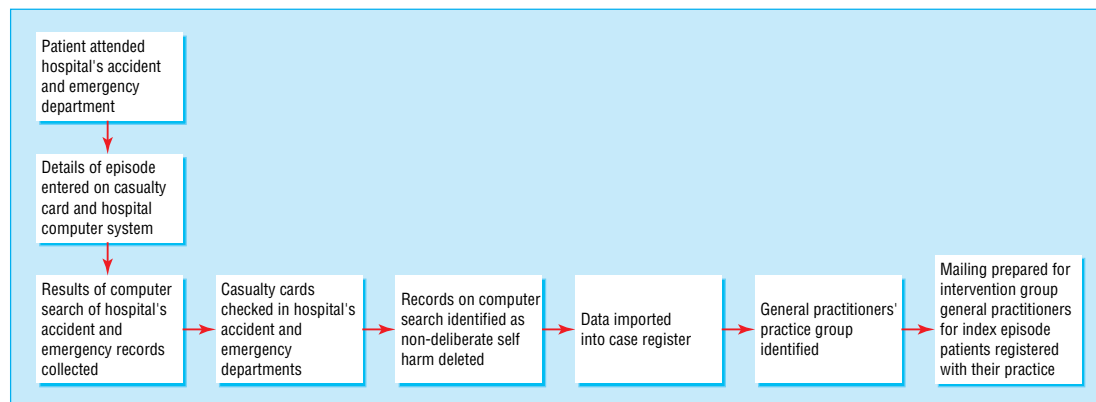 Patient attended
hospital's accident
and emergency
department
Details of episode
entered on casualty
card and hospital
computer system
Results of computer
search of hospital's
accident and
emergency records
collected
Casualty cards
checked in hospital's
accident and
emergency
departments
Records on computer
search identified as
non-deliberate self
harm deleted
Data imported
into case register
General practitioners'
practice group
identified
Mailing prepared for
intervention group
general practitioners
for index episode
patients registered
with their practice